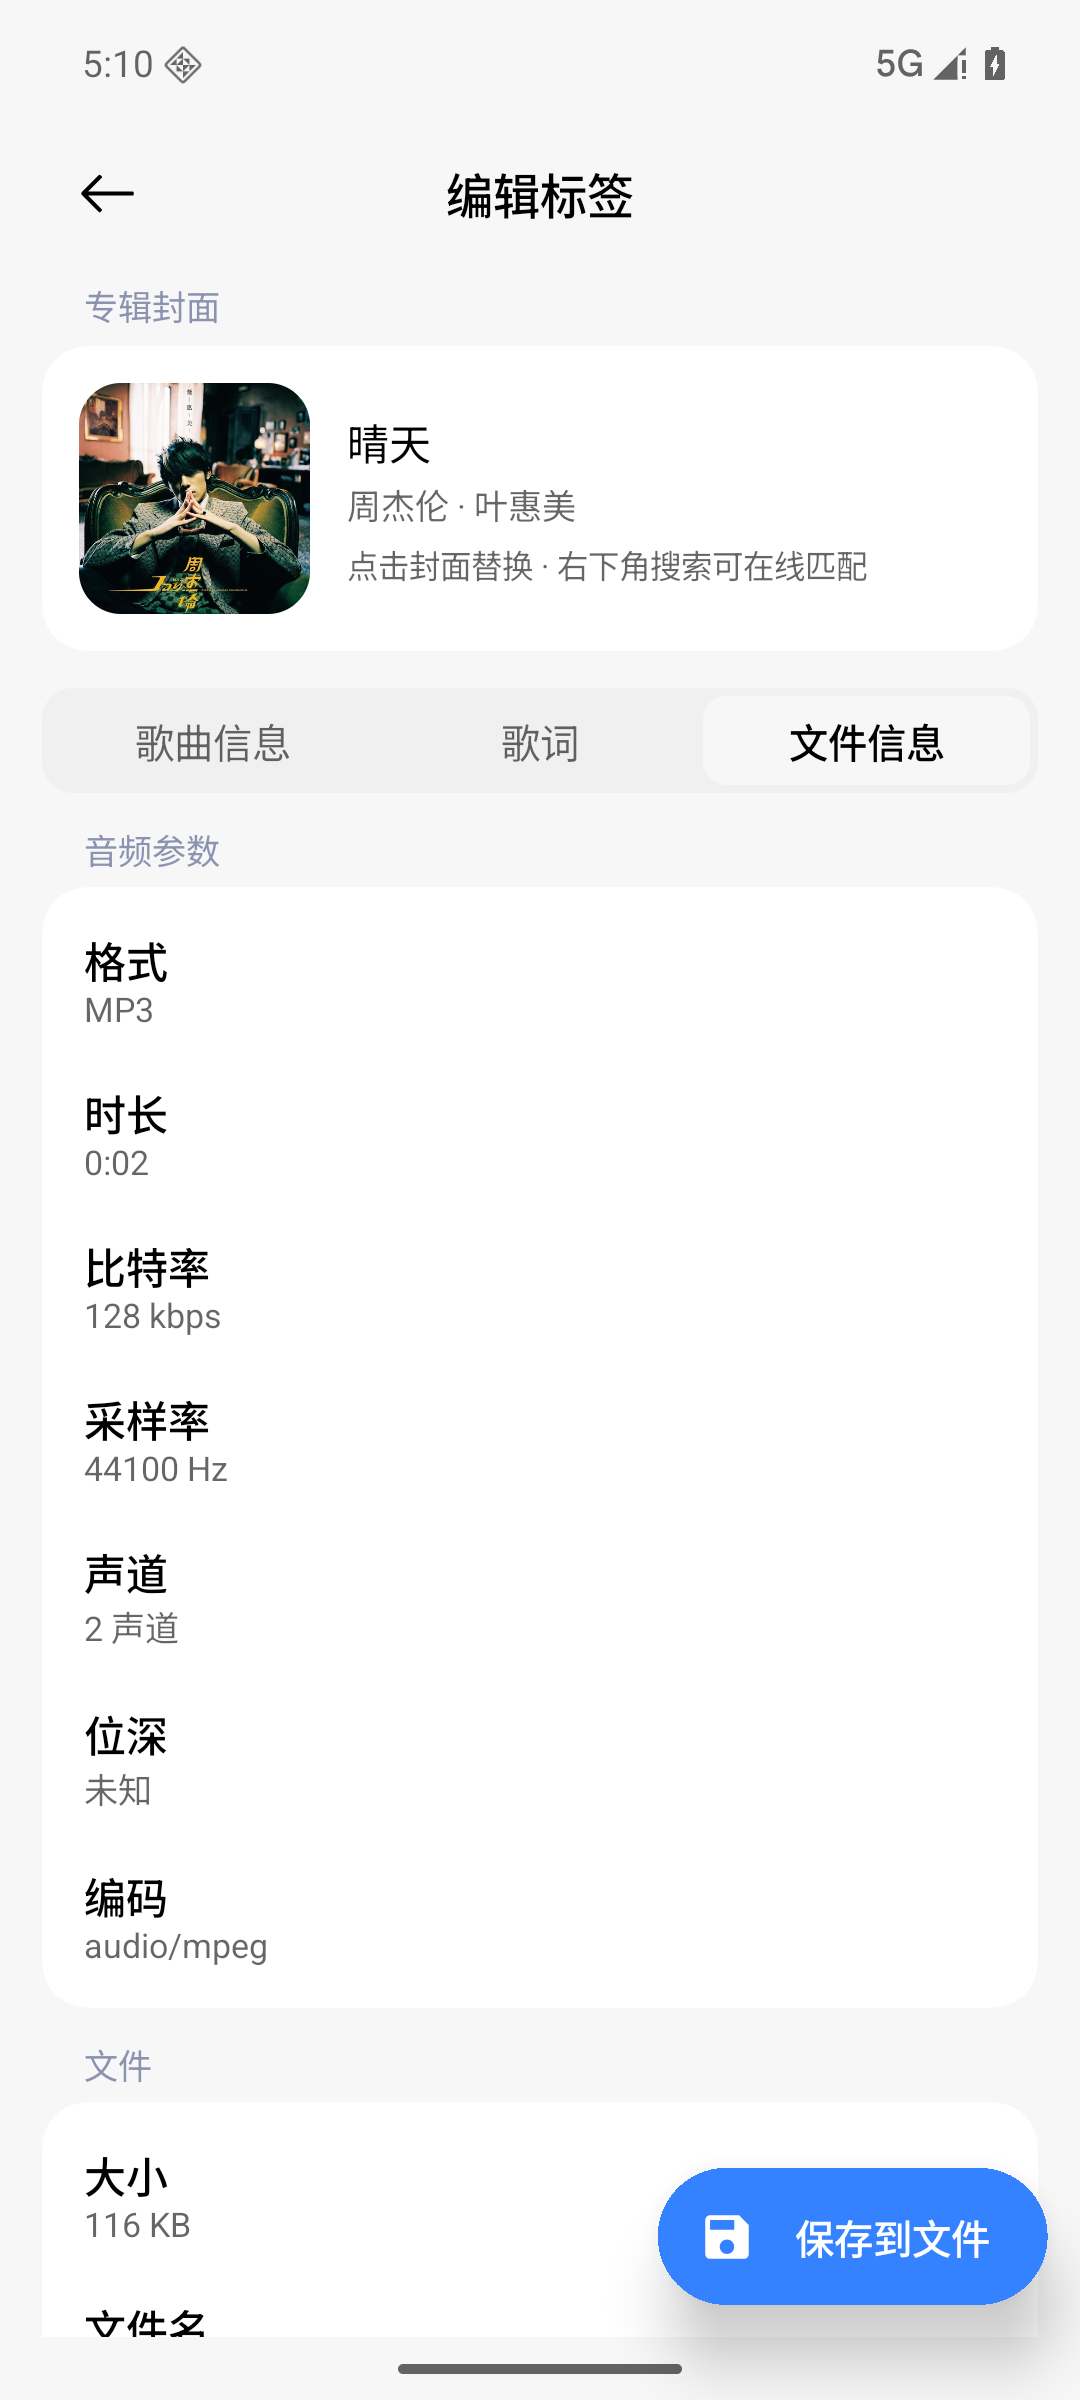 5:10
5G
编辑标签
专辑封面
晴天
周杰伦 · 叶惠美
点击封面替换 · 右下角搜索可在线匹配
歌曲信息
歌词
文件信息
音频参数
格式
MP3
时长
0:02
比特率
128 kbps
采样率
44100 Hz
声道
2 声道
位深
未知
编码
audio/mpeg
文件
大小
116 KB
保存到文件
文件名